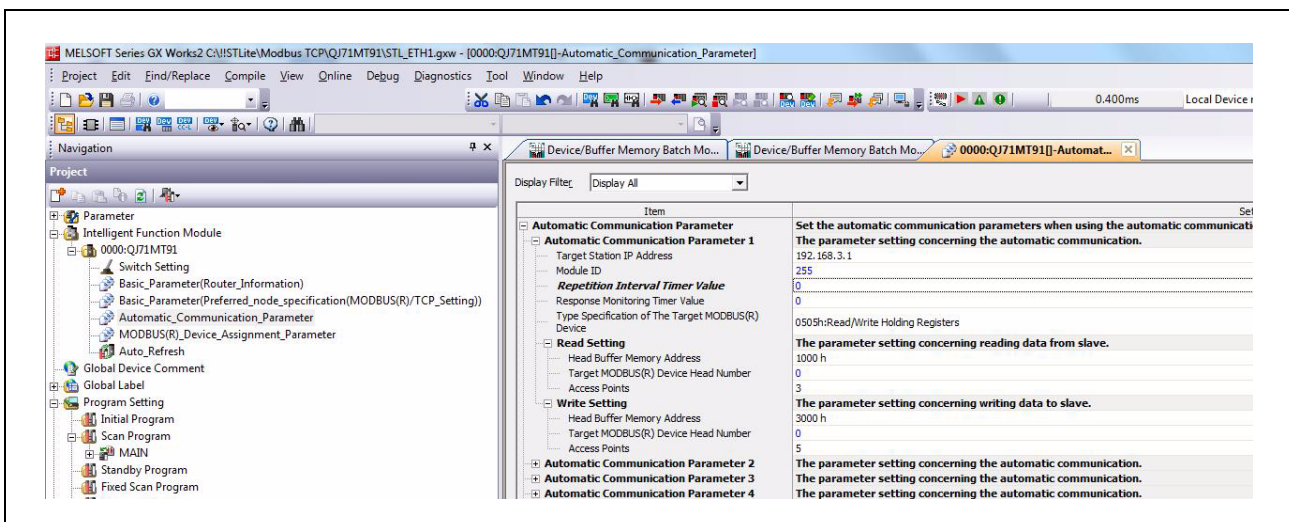 MELSOFT Series GX Works2 C:\!!STLite\Modbus TCP\QJ71MT91\STL_ETH1.gxw - [0000:QJ71MT91[]-Automatic_Communication_Parameter]
Project Edit Find/Replace Compile View Online Debug Diagnostics Tool Window Help
0.400ms Local Device
Navigation
Device/Buffer Memory Batch Mo... Device/Buffer Memory Batch Mo... 0000:QJ71MT91[]-Automat...
Project
Display Filter Display All
Parameter
Intelligent Function Module
0000:QJ71MT91
Switch Setting
Basic_Parameter(Router_Information)
Basic_Parameter(Preferred_node_specification(MODBUS(R)/TCP_Setting))
Automatic_Communication_Parameter
MODBUS(R)_Device_Assignment_Parameter
Auto_Refresh
Global Device Comment
Global Label
Program Setting
Initial Program
Scan Program
MAIN
Standby Program
Fixed Scan Program
Item Set
Automatic Communication Parameter Set the automatic communication parameters when using the automatic communicati
Automatic Communication Parameter 1 The parameter setting concerning the automatic communication.
Target Station IP Address 192.168.3.1
Module ID 255
Repetition Interval Timer Value 0
Response Monitoring Timer Value 0
Type Specification of The Target MODBUS(R)
Device 0505h:Read/Write Holding Registers
Read Setting The parameter setting concerning reading data from slave.
Head Buffer Memory Address 1000 h
Target MODBUS(R) Device Head Number 0
Access Points 3
Write Setting The parameter setting concerning writing data to slave.
Head Buffer Memory Address 3000 h
Target MODBUS(R) Device Head Number 0
Access Points 5
Automatic Communication Parameter 2 The parameter setting concerning the automatic communication.
Automatic Communication Parameter 3 The parameter setting concerning the automatic communication.
Automatic Communication Parameter 4 The parameter setting concerning the automatic communication.